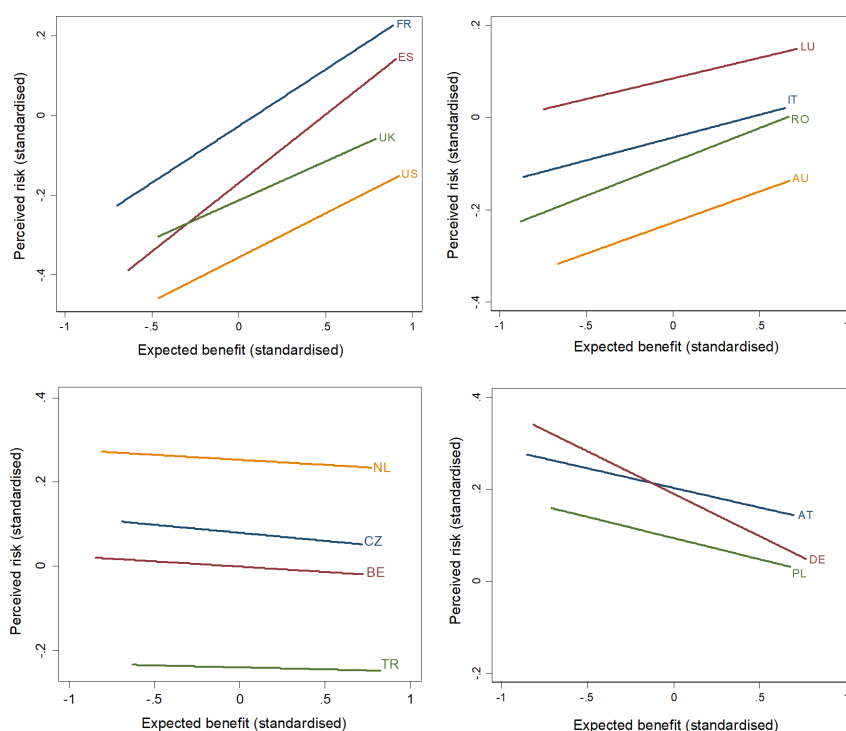 Perceived risk (standardised)
.2
0
-.2
-.4
FR
ES
UK
US
-1
-.5
0
.5
1
Expected benefit (standardised)
Perceived risk (standardised)
.2
0
-.2
-.4
LU
IT
RO
AU
-1
-.5
0
.5
1
Expected benefit (standardised)
Perceived risk (standardised)
.4
.2
0
-.2
NL
CZ
BE
TR
-1
-.5
0
.5
1
Expected benefit (standardised)
Perceived risk (standardised)
.4
.2
0
-.2
AT
DE
PL
-1
-.5
0
.5
1
Expected benefit (standardised)